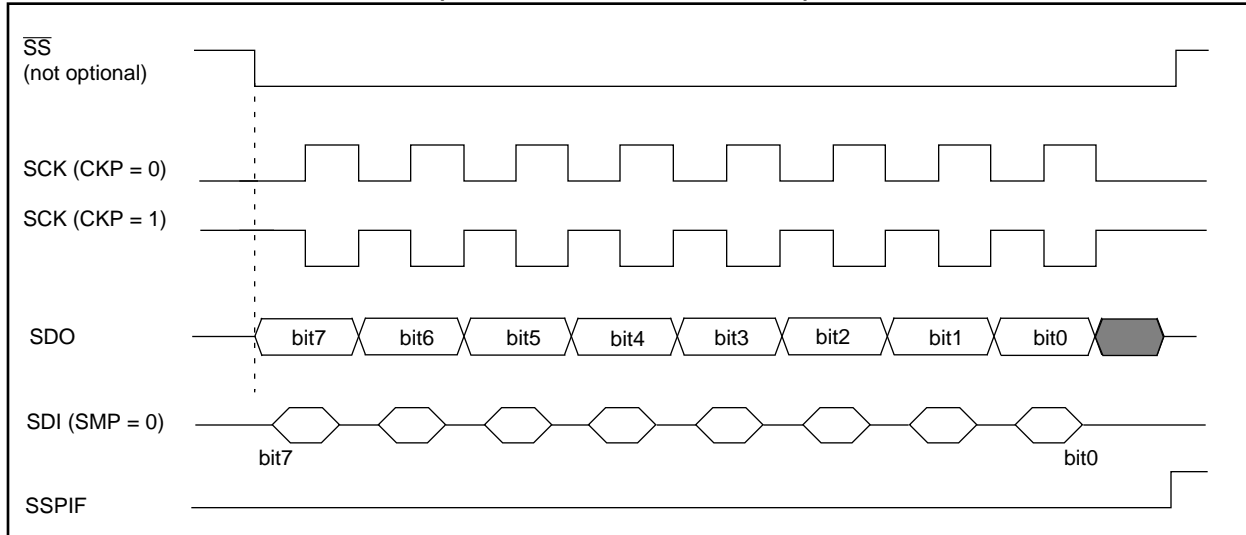 SS
(not optional)
SCK (CKP = 0)
SCK (CKP = 1)
SDO
bit7 bit6 bit5 bit4 bit3 bit2 bit1 bit0
SDI (SMP = 0)
bit7 bit0
SSPIF